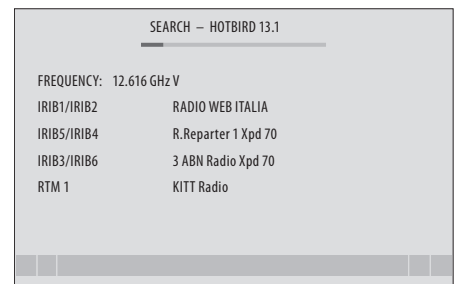 SEARCH – HOTBIRD 13.1
FREQUENCY: 12.616 GHz V
IRIB1/IRIB2 RADIO WEB ITALIA
IRIB5/IRIB4 R.Reporter 1 Xpd 70
IRIB3/IRIB6 3 ABN Radio Xpd 70
RTM 1 KITT Radio